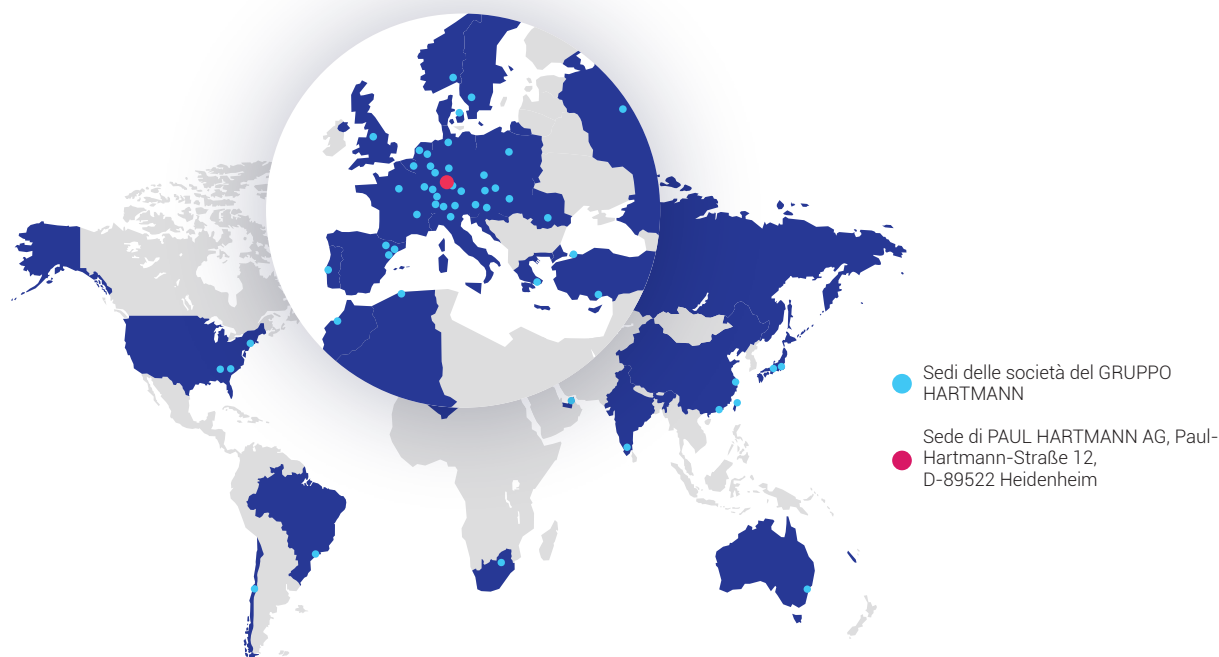 Sedi delle società del GRUPPO
HARTMANN
Sede di PAUL HARTMANN AG, Paul-
Hartmann-Straße 12,
D-89522 Heidenheim